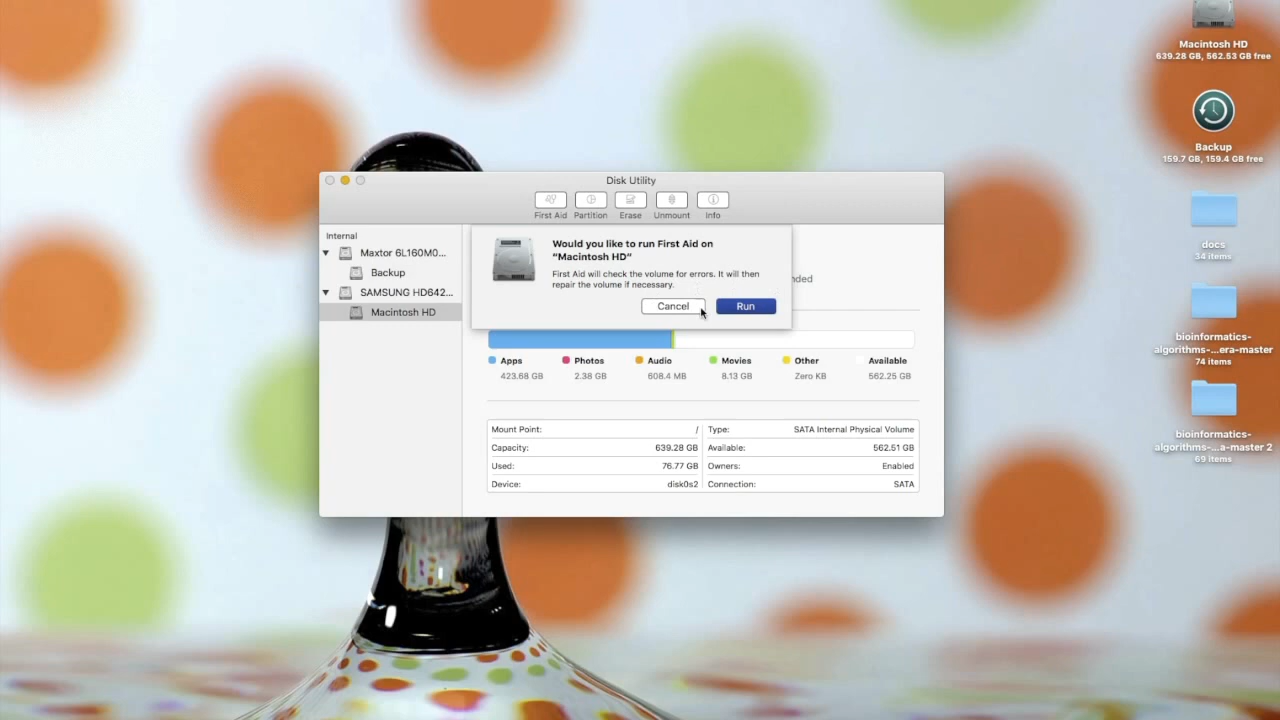 Macintosh HD
639.28 GB, 562.53 GB free
Backup
159.7 GB, 159.4 GB free
docs
34 items
bioinformatics-
algorithms-...era-master
74 items
bioinformatics-
algorithms-...a-master 2
69 items
Disk Utility
First Aid Partition Erase Unmount Info
Internal
Maxtor 6L160M0...
Backup
SAMSUNG HD642...
Macintosh HD
Would you like to run First Aid on
“Macintosh HD”
First Aid will check the volume for errors. It will then
repair the volume if necessary.
nded
Cancel Run
Apps Photos Audio Movies Other Available
423.68 GB 2.38 GB 608.4 MB 8.13 GB Zero KB 562.25 GB
Mount Point: / Type: SATA Internal Physical Volume
Capacity: 639.28 GB Available: 562.51 GB
Used: 76.77 GB Owners: Enabled
Device: disk0s2 Connection: SATA